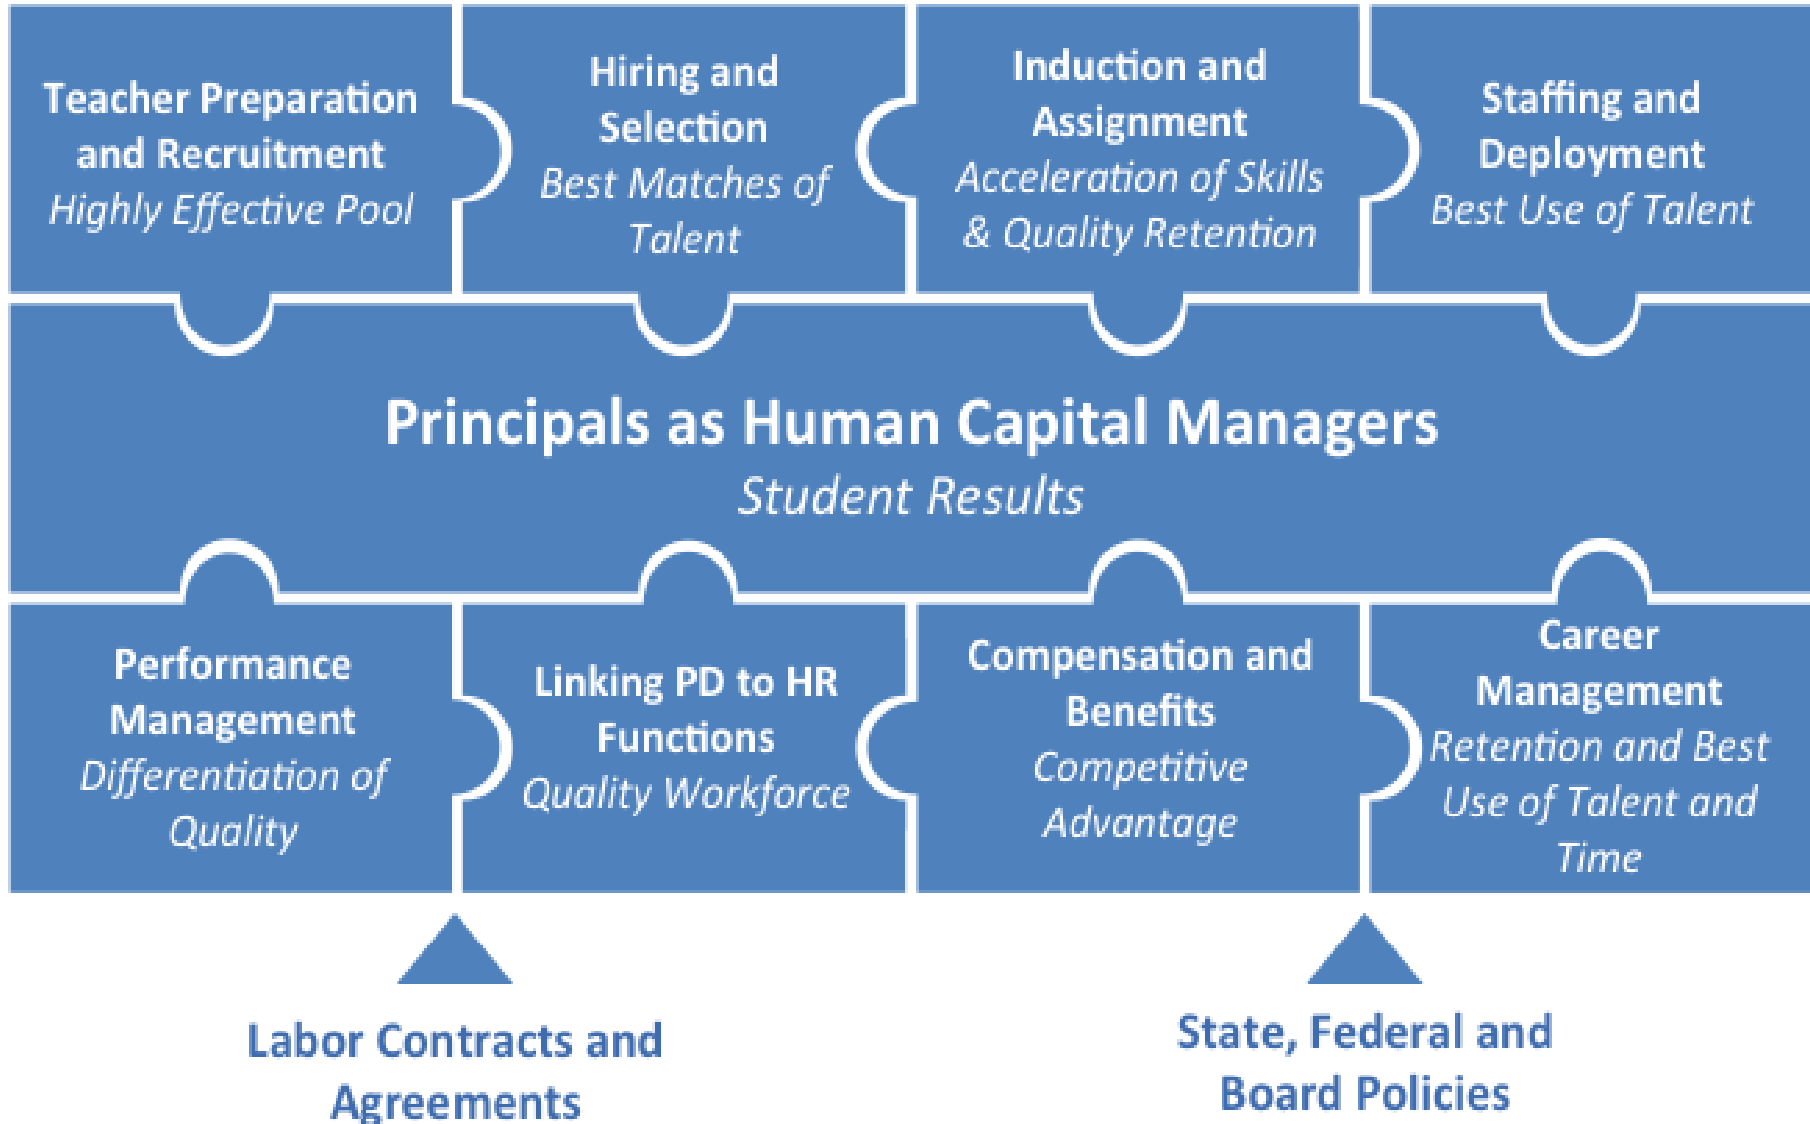 Teacher Preparation
and Recruitment
Highly Effective Pool
Hiring and
Selection
Best Matches of
Talent
Induction and
Assignment
Acceleration of Skills
& Quality Retention
Staffing and
Deployment
Best Use of Talent
Principals as Human Capital Managers
Student Results
Performance
Management
Differentiation of
Quality
Linking PD to HR
Functions
Quality Workforce
Compensation and
Benefits
Competitive
Advantage
Career
Management
Retention and Best
Use of Talent and
Time
Labor Contracts and
Agreements
State, Federal and
Board Policies